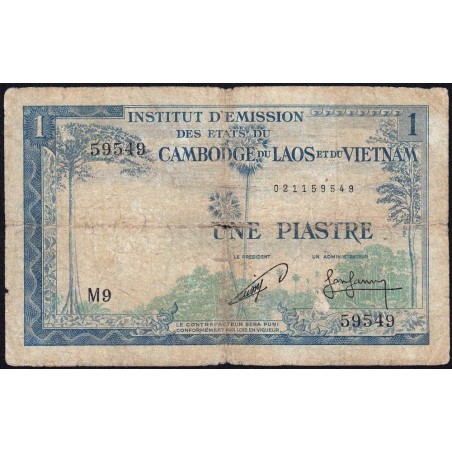 1 INSTITUT D'EMISSION 1
DES ETATS DU
59549 CAMBODGE, DU LAOS ET DU VIETNAM
021159549
UNE PIASTRE
LE PRESIDENT UN ADMINISTRATEUR
M9
59549
LE CONTREFACTEUR SERA PUNI
CONFORMÉMENT AUX LOIS EN VIGUEUR